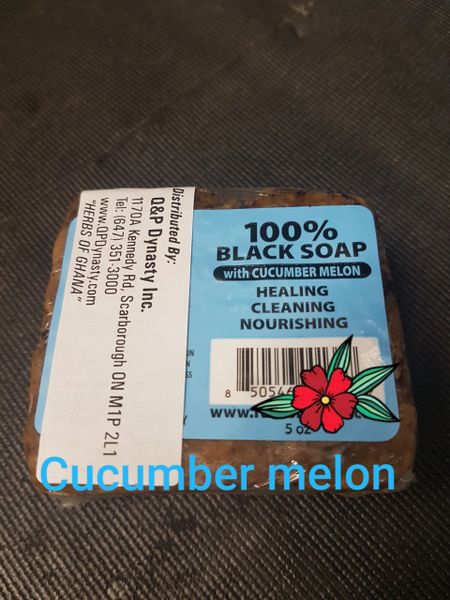 Distributed By:
Q&P Dynasty Inc.
1170A Kennedy Rd, Scarborough ON M1P 2L1
Tel: (647) 351-3000
www.QPDynasty.com
"HERBS OF GHANA"
100%
BLACK SOAP
with CUCUMBER MELON
HEALING
CLEANING
NOURISHING
8
5 oz
Cucumber melon